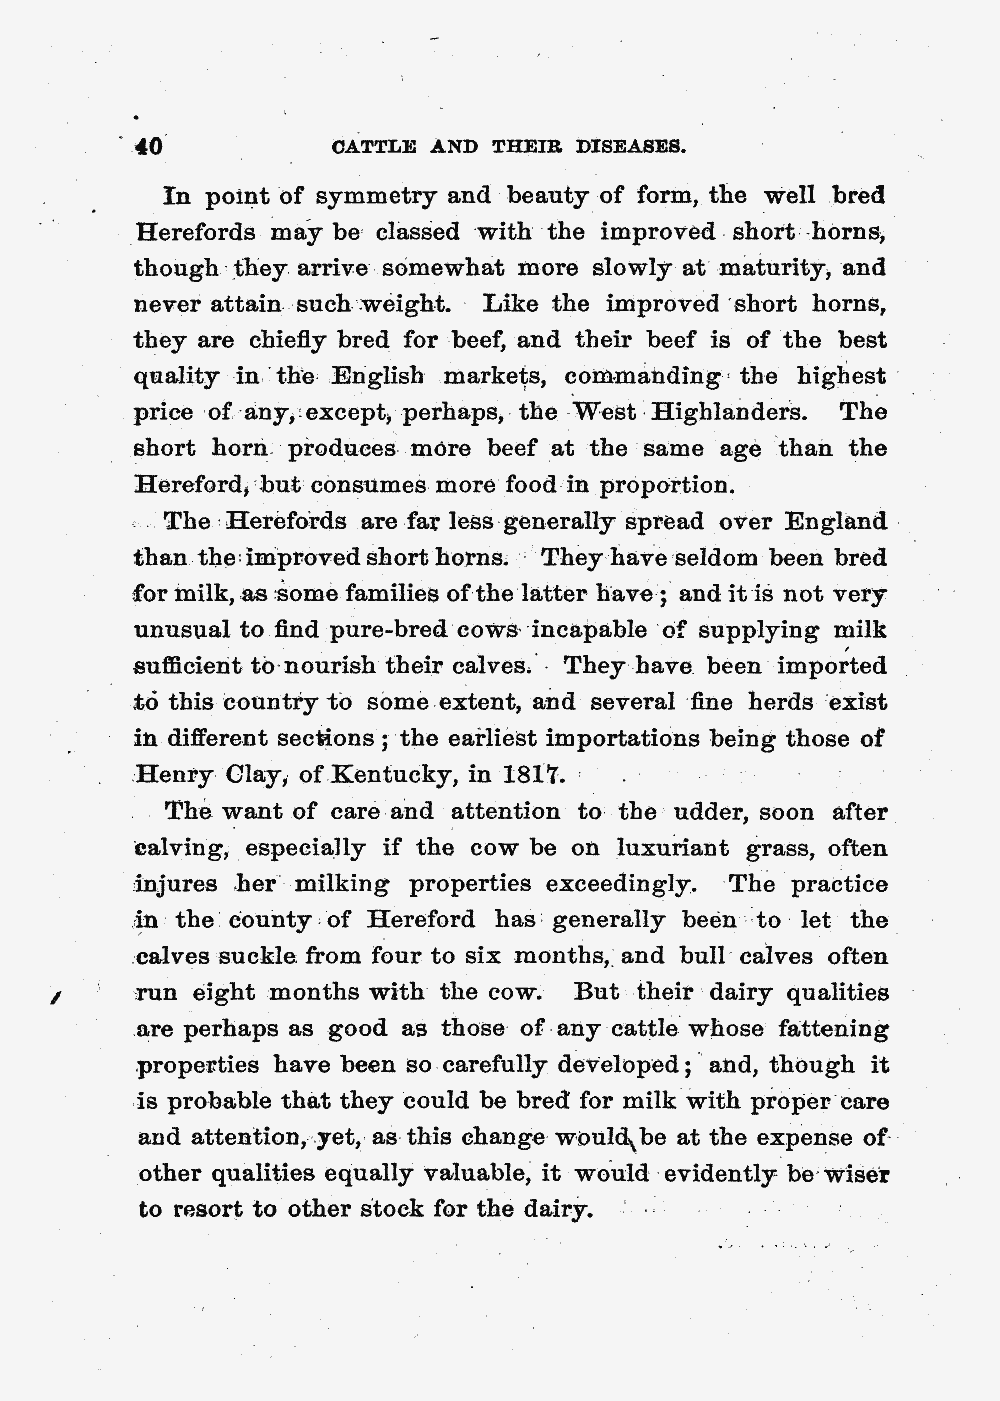 40 CATTLE AND THEIR DISEASES.
In point of symmetry and beauty of form, the well bred
Herefords may be classed with the improved short horns,
though they arrive somewhat more slowly at maturity, and
never attain such weight. Like the improved short horns,
they are chiefly bred for beef, and their beef is of the best
quality in the English markets, commanding the highest
price of any, except, perhaps, the West Highlanders. The
short horn produces more beef at the same age than the
Hereford, but consumes more food in proportion.
The Herefords are far less generally spread over England
than the improved short horns. They have seldom been bred
for milk, as some families of the latter have; and it is not very
unusual to find pure-bred cows incapable of supplying milk
sufficient to nourish their calves. They have been imported
to this country to some extent, and several fine herds exist
in different sections; the earliest importations being those of
Henry Clay, of Kentucky, in 1817.
The want of care and attention to the udder, soon after
calving, especially if the cow be on luxuriant grass, often
injures her milking properties exceedingly. The practice
in the county of Hereford has generally been to let the
calves suckle from four to six months, and bull calves often
run eight months with the cow. But their dairy qualities
are perhaps as good as those of any cattle whose fattening
properties have been so carefully developed; and, though it
is probable that they could be bred for milk with proper care
and attention, yet, as this change would be at the expense of
other qualities equally valuable, it would evidently be wiser
to resort to other stock for the dairy.